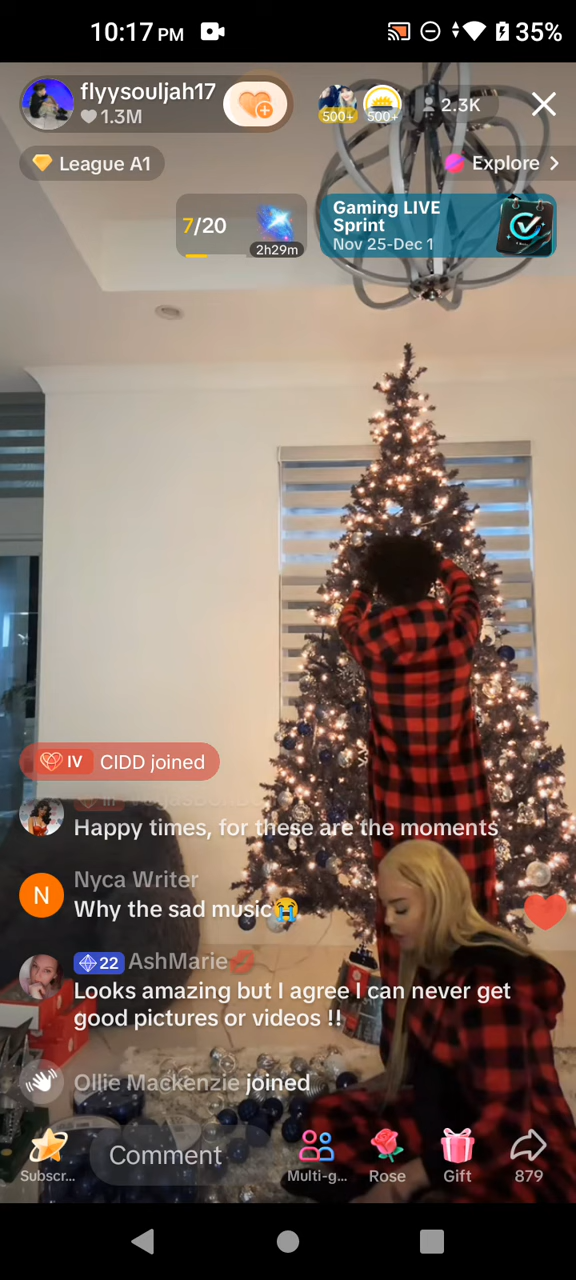 10:17 PM
35%
flyysouljah17
1.3M
500+
500+
2.3K
League A1
Explore >
7/20
2h29m
Gaming LIVE
Sprint
Nov 25-Dec 1
IV CIDD joined
Happy times, for these are the moments
N
Nyca Writer
Why the sad music😭
22 AshMarie💋
Looks amazing but I agree I can never get
good pictures or videos !!
Ollie Mackenzie joined
Comment
Subscr...
Multi-g...
Rose
Gift
879